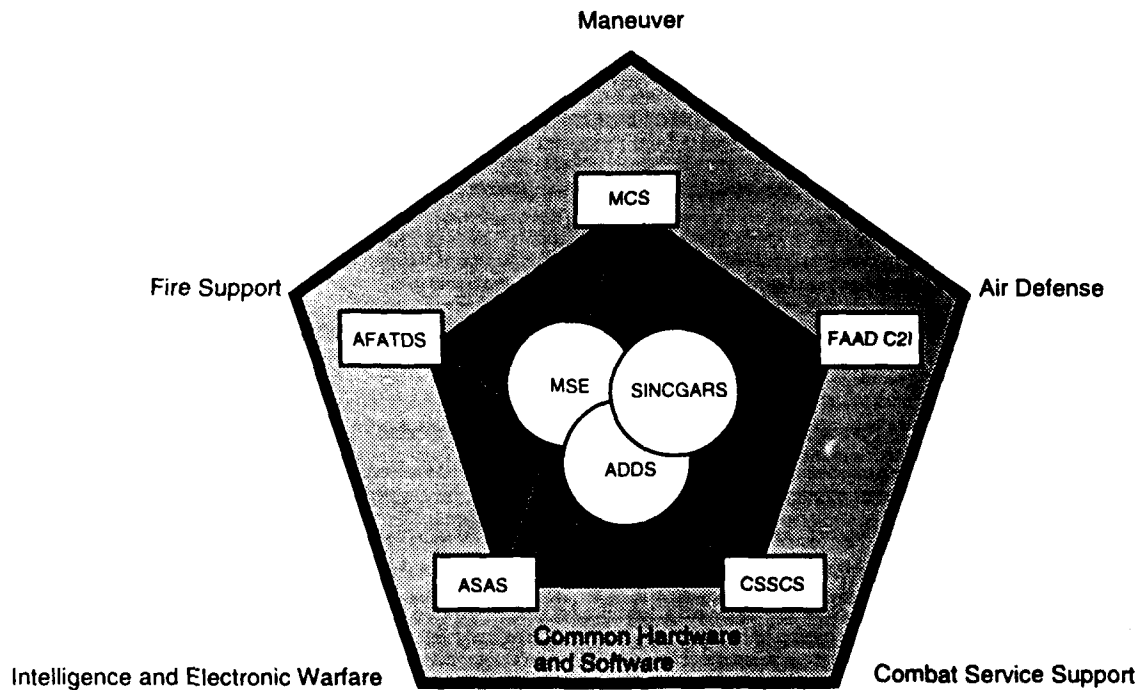 Maneuver
MCS
Fire Support
Air Defense
AFATDS
FAAD C2I
MSE
SINCGARS
ADDS
ASAS
CSSCS
Common Hardware
and Software
Intelligence and Electronic Warfare
Combat Service Support